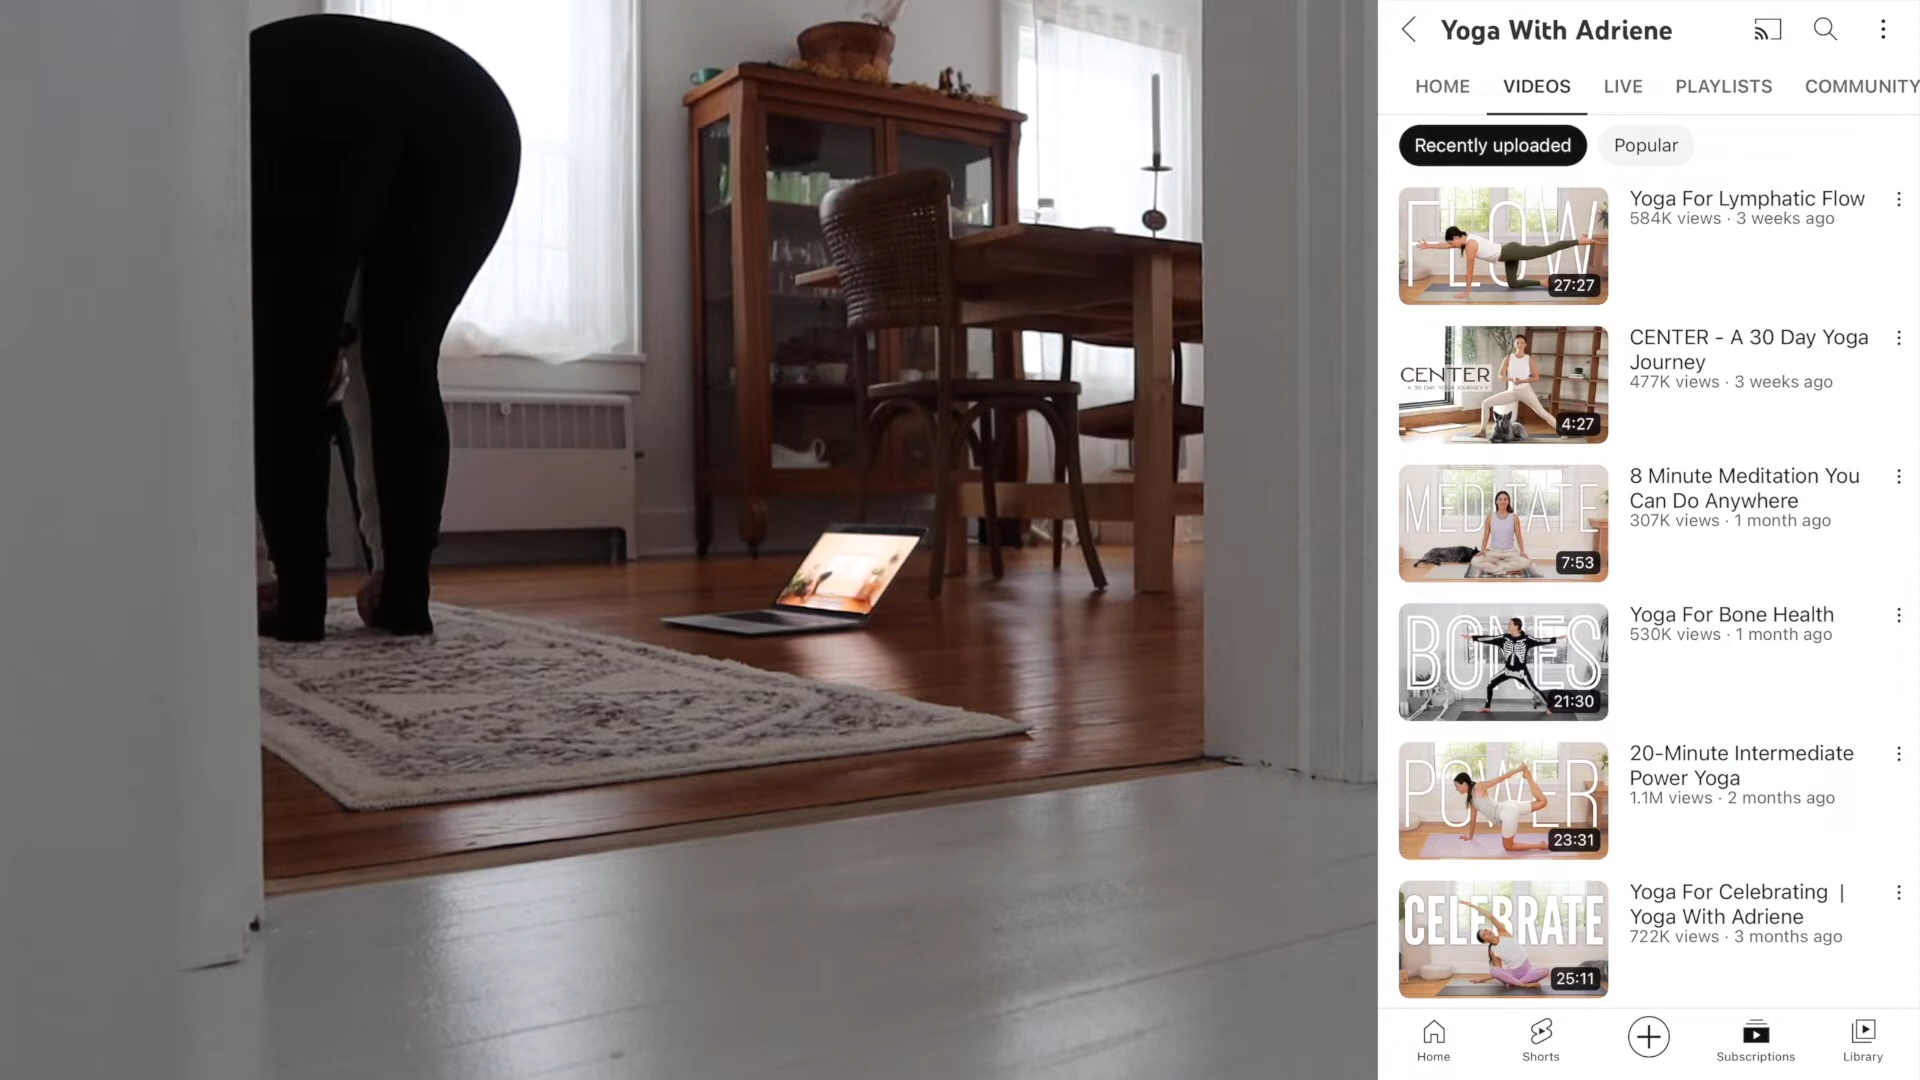 Yoga With Adriene
HOME VIDEOS LIVE PLAYLISTS COMMUNITY
Recently uploaded Popular
FLOW
27:27
Yoga For Lymphatic Flow
584K views · 3 weeks ago
CENTER
A 30 DAY YOGA JOURNEY
4:27
CENTER - A 30 Day Yoga
Journey
477K views · 3 weeks ago
MEDITATE
7:53
8 Minute Meditation You
Can Do Anywhere
307K views · 1 month ago
BONES
21:30
Yoga For Bone Health
530K views · 1 month ago
POWER
23:31
20-Minute Intermediate
Power Yoga
1.1M views · 2 months ago
CELEBRATE
25:11
Yoga For Celebrating |
Yoga With Adriene
722K views · 3 months ago
Home Shorts Subscriptions Library